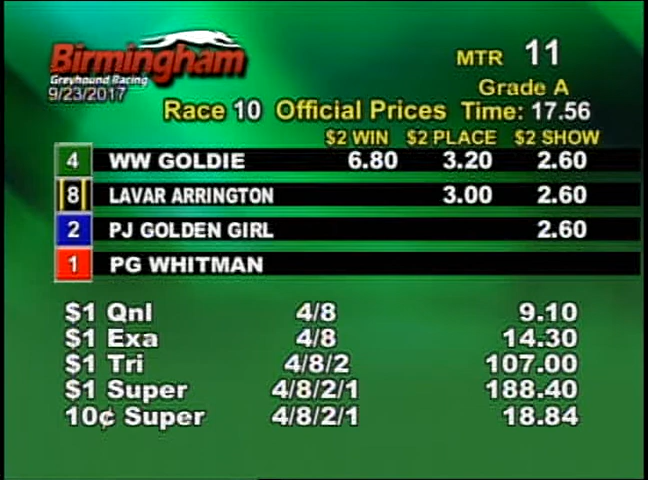 Birmingham
Greyhound Racing
9/23/2017
MTR 11
Grade A
Race 10 Official Prices Time: 17.56
$2 WIN $2 PLACE $2 SHOW
4 WW GOLDIE 6.80 3.20 2.60
8 LAVAR ARRINGTON 3.00 2.60
2 PJ GOLDEN GIRL 2.60
1 PG WHITMAN
$1 Qnl 4/8 9.10
$1 Exa 4/8 14.30
$1 Tri 4/8/2 107.00
$1 Super 4/8/2/1 188.40
10¢ Super 4/8/2/1 18.84